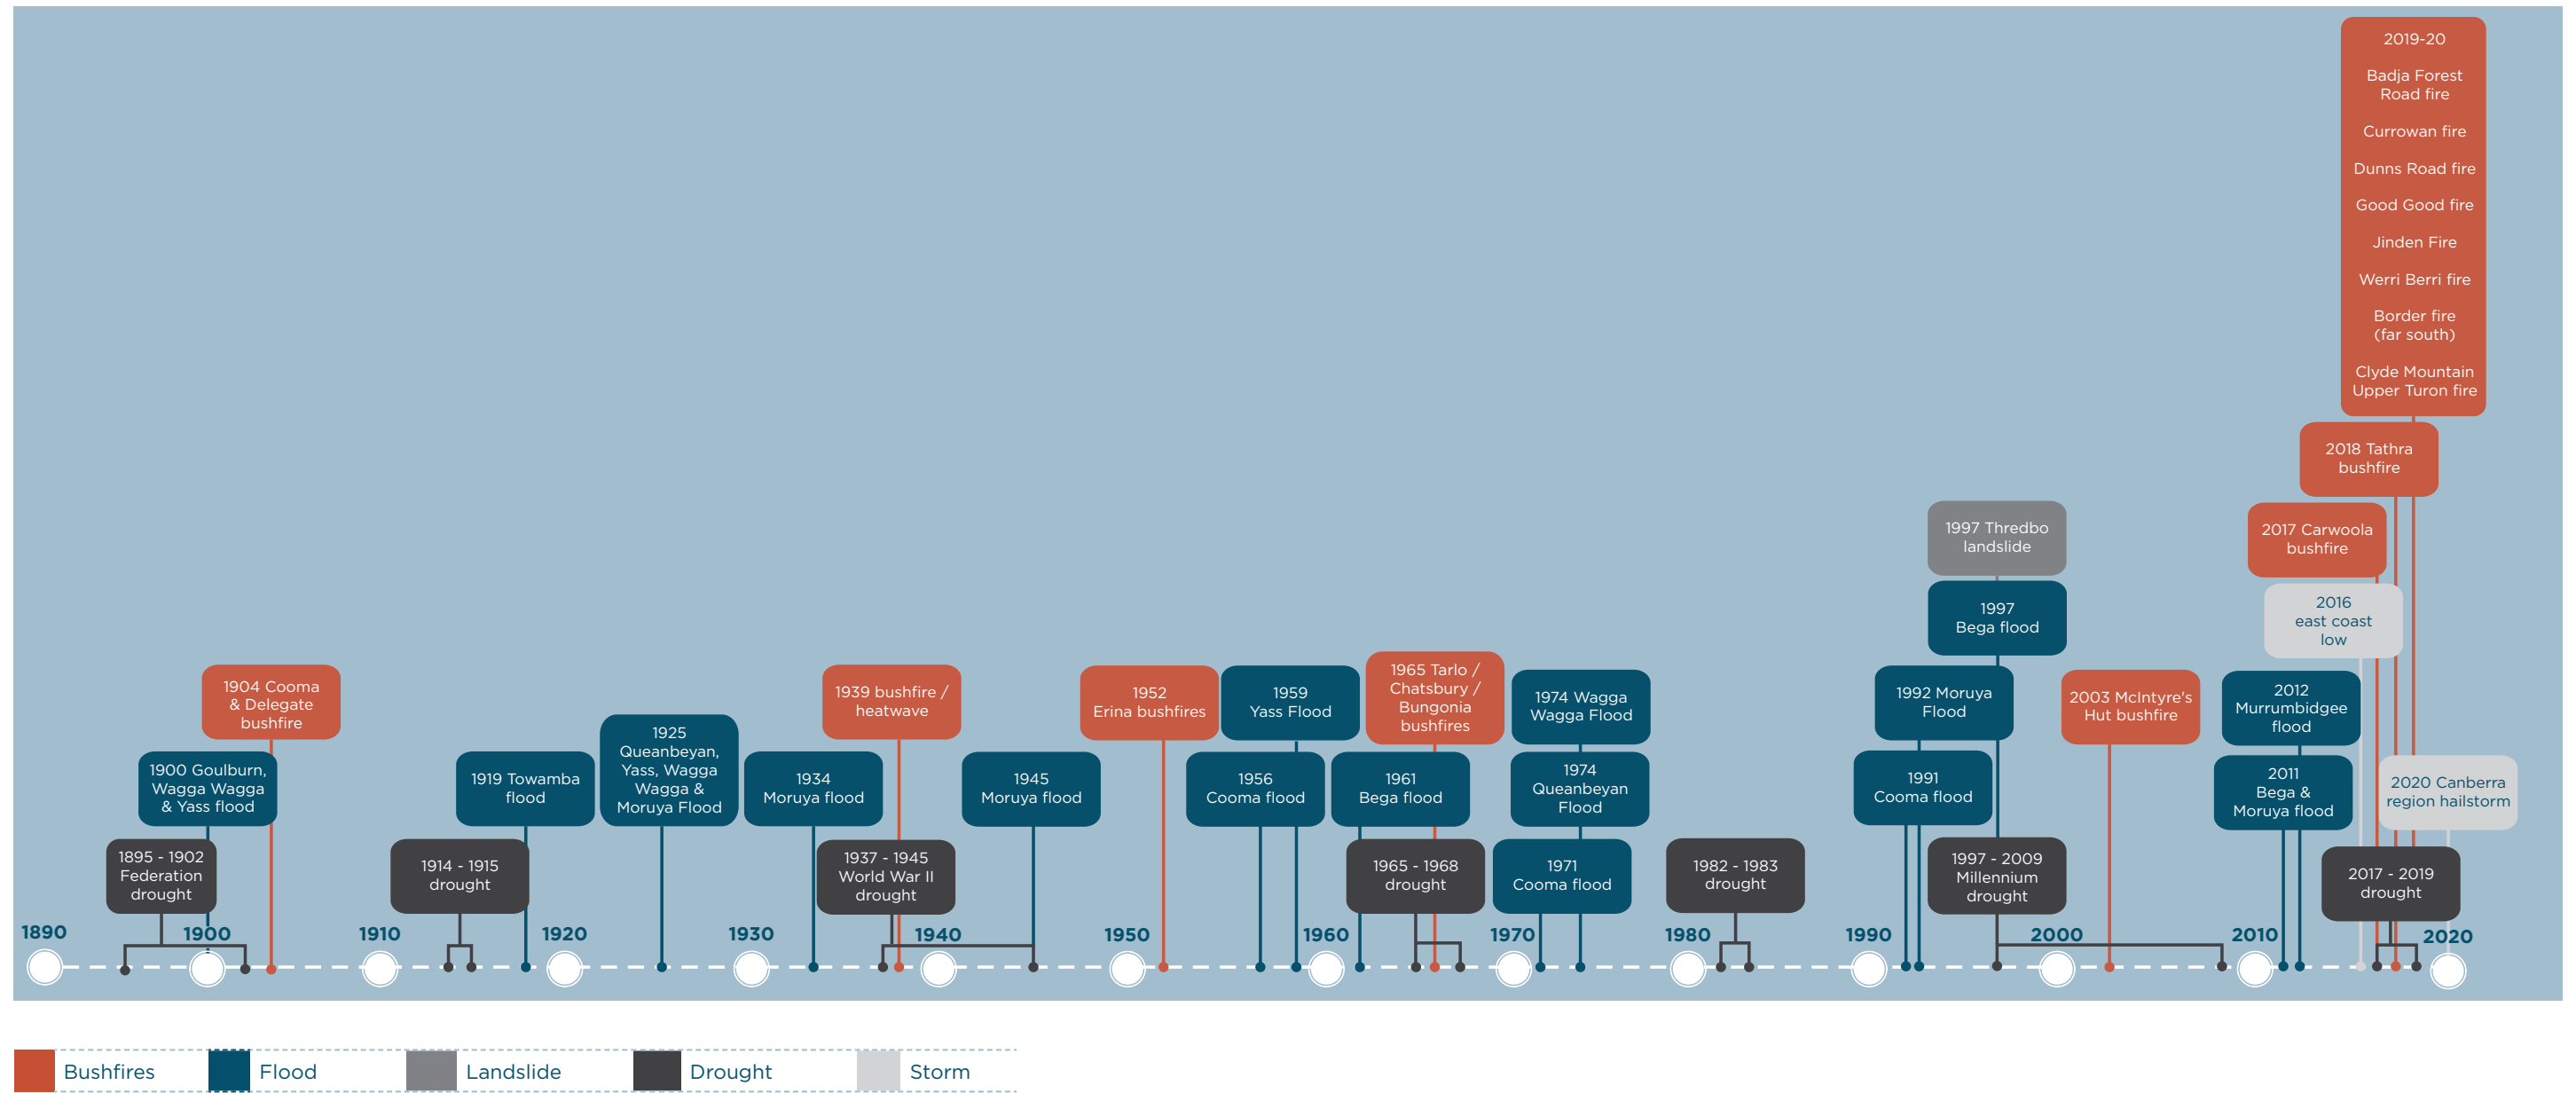 2019-20
Badja Forest
Road fire
Currowan fire
Dunns Road fire
Good Good fire
Jinden Fire
Werri Berri fire
Border fire
(far south)
Clyde Mountain
Upper Turon fire
2018 Tathra
bushfire
2017 Carwoola
bushfire
1997 Thredbo
landslide
2016
east coast
low
1997
Bega flood
1904 Cooma
& Delegate
bushfire
1939 bushfire /
heatwave
1952
Erina bushfires
1959
Yass Flood
1965 Tarlo /
Chatsbury /
Bungonia
bushfires
1974 Wagga
Wagga Flood
1992 Moruya
Flood
2003 McIntyre's
Hut bushfire
2012
Murrumbidgee
flood
1900 Goulburn,
Wagga Wagga
& Yass flood
1919 Towamba
flood
1925
Queanbeyan,
Yass, Wagga
Wagga &
Moruya Flood
1934
Moruya flood
1945
Moruya flood
1956
Cooma flood
1961
Bega flood
1974
Queanbeyan
Flood
1991
Cooma flood
2011
Bega &
Moruya flood
2020 Canberra
region hailstorm
1895 - 1902
Federation
drought
1914 - 1915
drought
1937 - 1945
World War II
drought
1965 - 1968
drought
1971
Cooma flood
1982 - 1983
drought
1997 - 2009
Millennium
drought
2017 - 2019
drought
1890
1900
1910
1920
1930
1940
1950
1960
1970
1980
1990
2000
2010
2020
Bushfires
Flood
Landslide
Drought
Storm